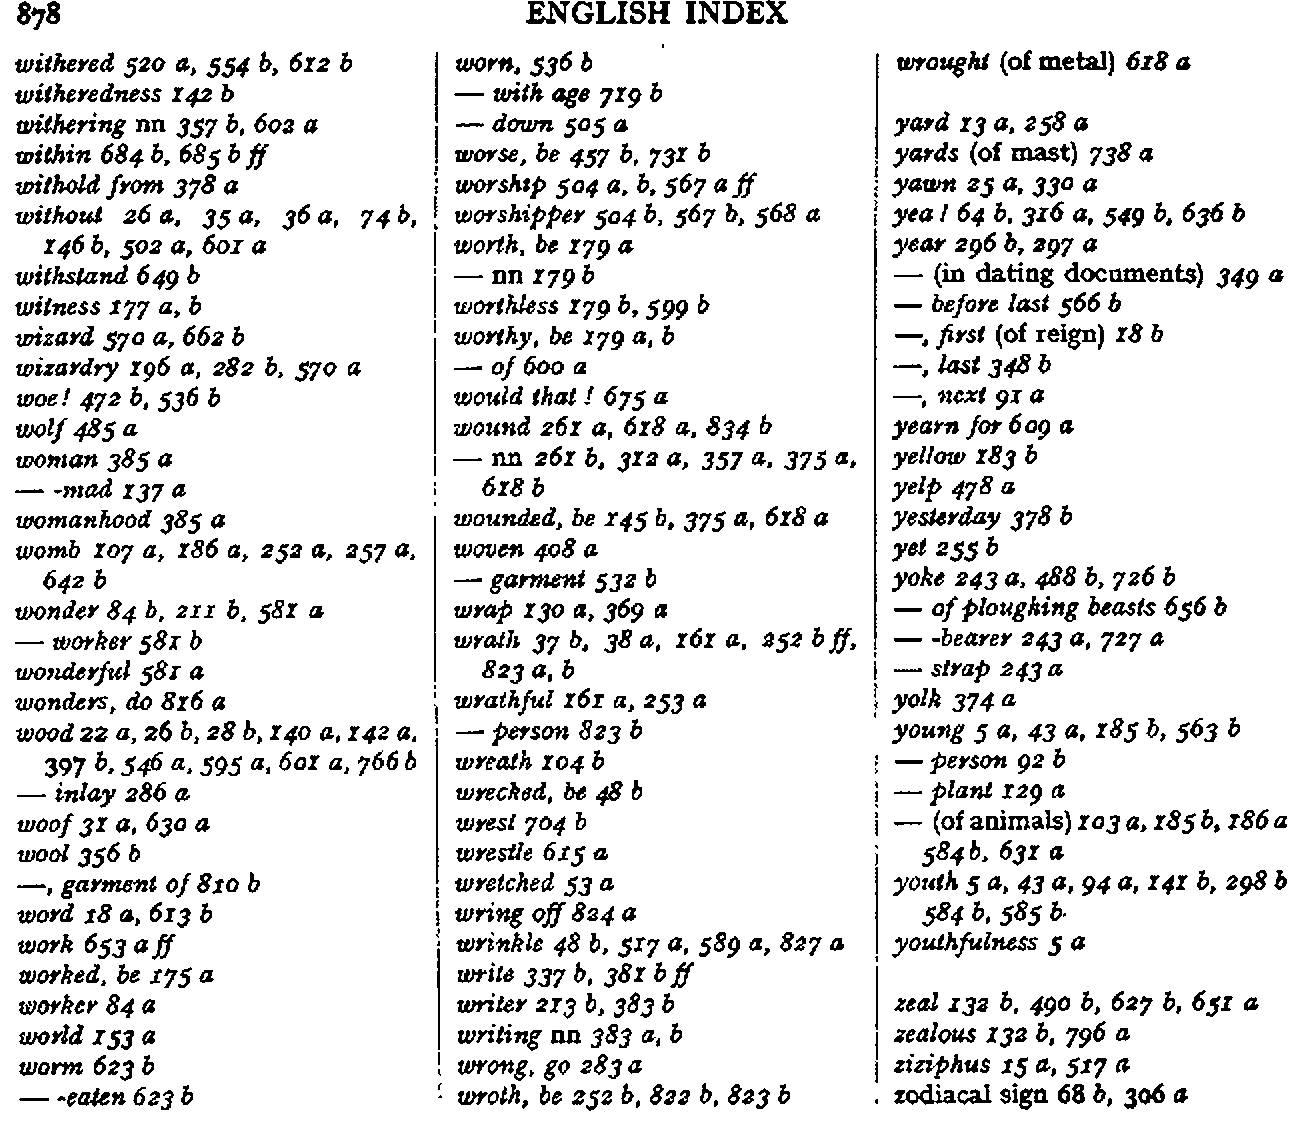 878
ENGLISH INDEX
withered 520 a, 554 b, 612 b
witheredness 142 b
withering nn 357 b, 602 a
within 684 b, 685 b ff
withold from 378 a
without 26 a, 35 a, 36 a, 74 b,
146 b, 502 a, 601 a
withstand 649 b
witness 177 a, b
wizard 570 a, 662 b
wizardry 196 a, 282 b, 570 a
woe! 472 b, 536 b
wolf 485 a
woman 385 a
— -mad 137 a
womanhood 385 a
womb 107 a, 186 a, 252 a, 257 a,
642 b
wonder 84 b, 211 b, 581 a
— worker 581 b
wonderful 581 a
wonders, do 816 a
wood 22 a, 26 b, 28 b, 140 a, 142 a,
397 b, 546 a, 595 a, 601 a, 766 b
— inlay 286 a
woof 31 a, 630 a
wool 356 b
—, garment of 810 b
word 18 a, 613 b
work 653 a ff
worked, be 175 a
worker 84 a
world 153 a
worm 623 b
— -eaten 623 b
worn, 536 b
— with age 719 b
— down 505 a
worse, be 457 b, 731 b
worship 504 a, b, 567 a ff
worshipper 504 b, 567 b, 568 a
worth, be 179 a
— nn 179 b
worthless 179 b, 599 b
worthy, be 179 a, b
— of 600 a
would that ! 675 a
wound 261 a, 618 a, 834 b
— nn 261 b, 312 a, 357 a, 375 a,
618 b
wounded, be 145 b, 375 a, 618 a
woven 408 a
— garment 532 b
wrap 130 a, 369 a
wrath 37 b, 38 a, 161 a, 252 b ff,
823 a, b
wrathful 161 a, 253 a
— person 823 b
wreath 104 b
wrecked, be 48 b
wrest 704 b
wrestle 615 a
wretched 53 a
wring off 824 a
wrinkle 48 b, 517 a, 589 a, 827 a
write 337 b, 381 b ff
writer 213 b, 383 b
writing nn 383 a, b
wrong, go 283 a
wroth, be 252 b, 822 b, 823 b
wrought (of metal) 618 a
yard 13 a, 258 a
yards (of mast) 738 a
yawn 25 a, 330 a
yea ! 64 b, 316 a, 549 b, 636 b
year 296 b, 297 a
— (in dating documents) 349 a
— before last 566 b
—, first (of reign) 18 b
—, last 348 b
—, next 91 a
yearn for 609 a
yellow 183 b
yelp 478 a
yesterday 378 b
yet 255 b
yoke 243 a, 488 b, 726 b
— of ploughing beasts 656 b
— -bearer 243 a, 727 a
— strap 243 a
yolk 374 a
young 5 a, 43 a, 185 b, 563 b
— person 92 b
— plant 129 a
— (of animals) 103 a, 185 b, 186 a
584 b, 631 a
youth 5 a, 43 a, 94 a, 141 b, 298 b
584 b, 585 b
youthfulness 5 a
zeal 132 b, 490 b, 627 b, 651 a
zealous 132 b, 796 a
ziziphus 15 a, 517 a
zodiacal sign 68 b, 306 a